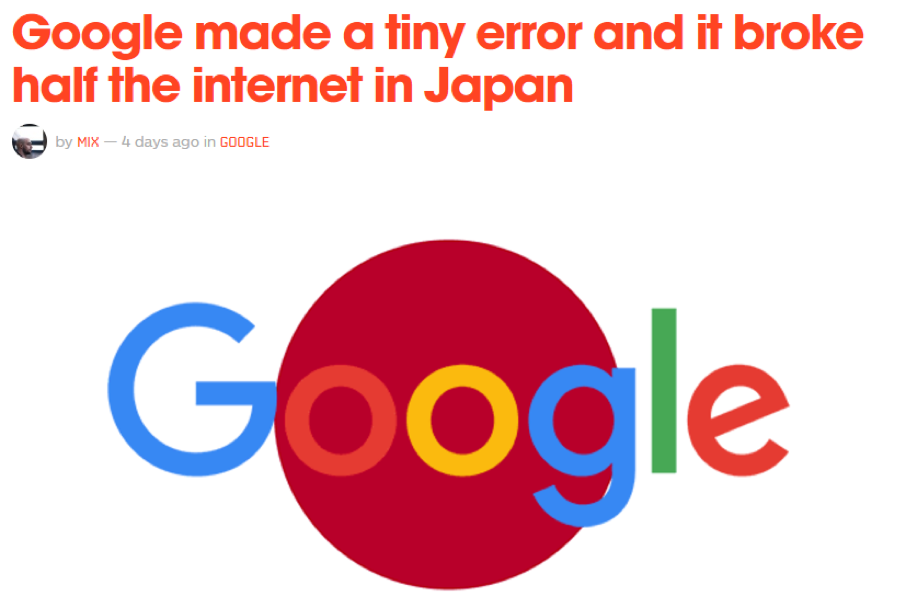 Google made a tiny error and it broke
half the internet in Japan
by MIX — 4 days ago in GOOGLE
Google